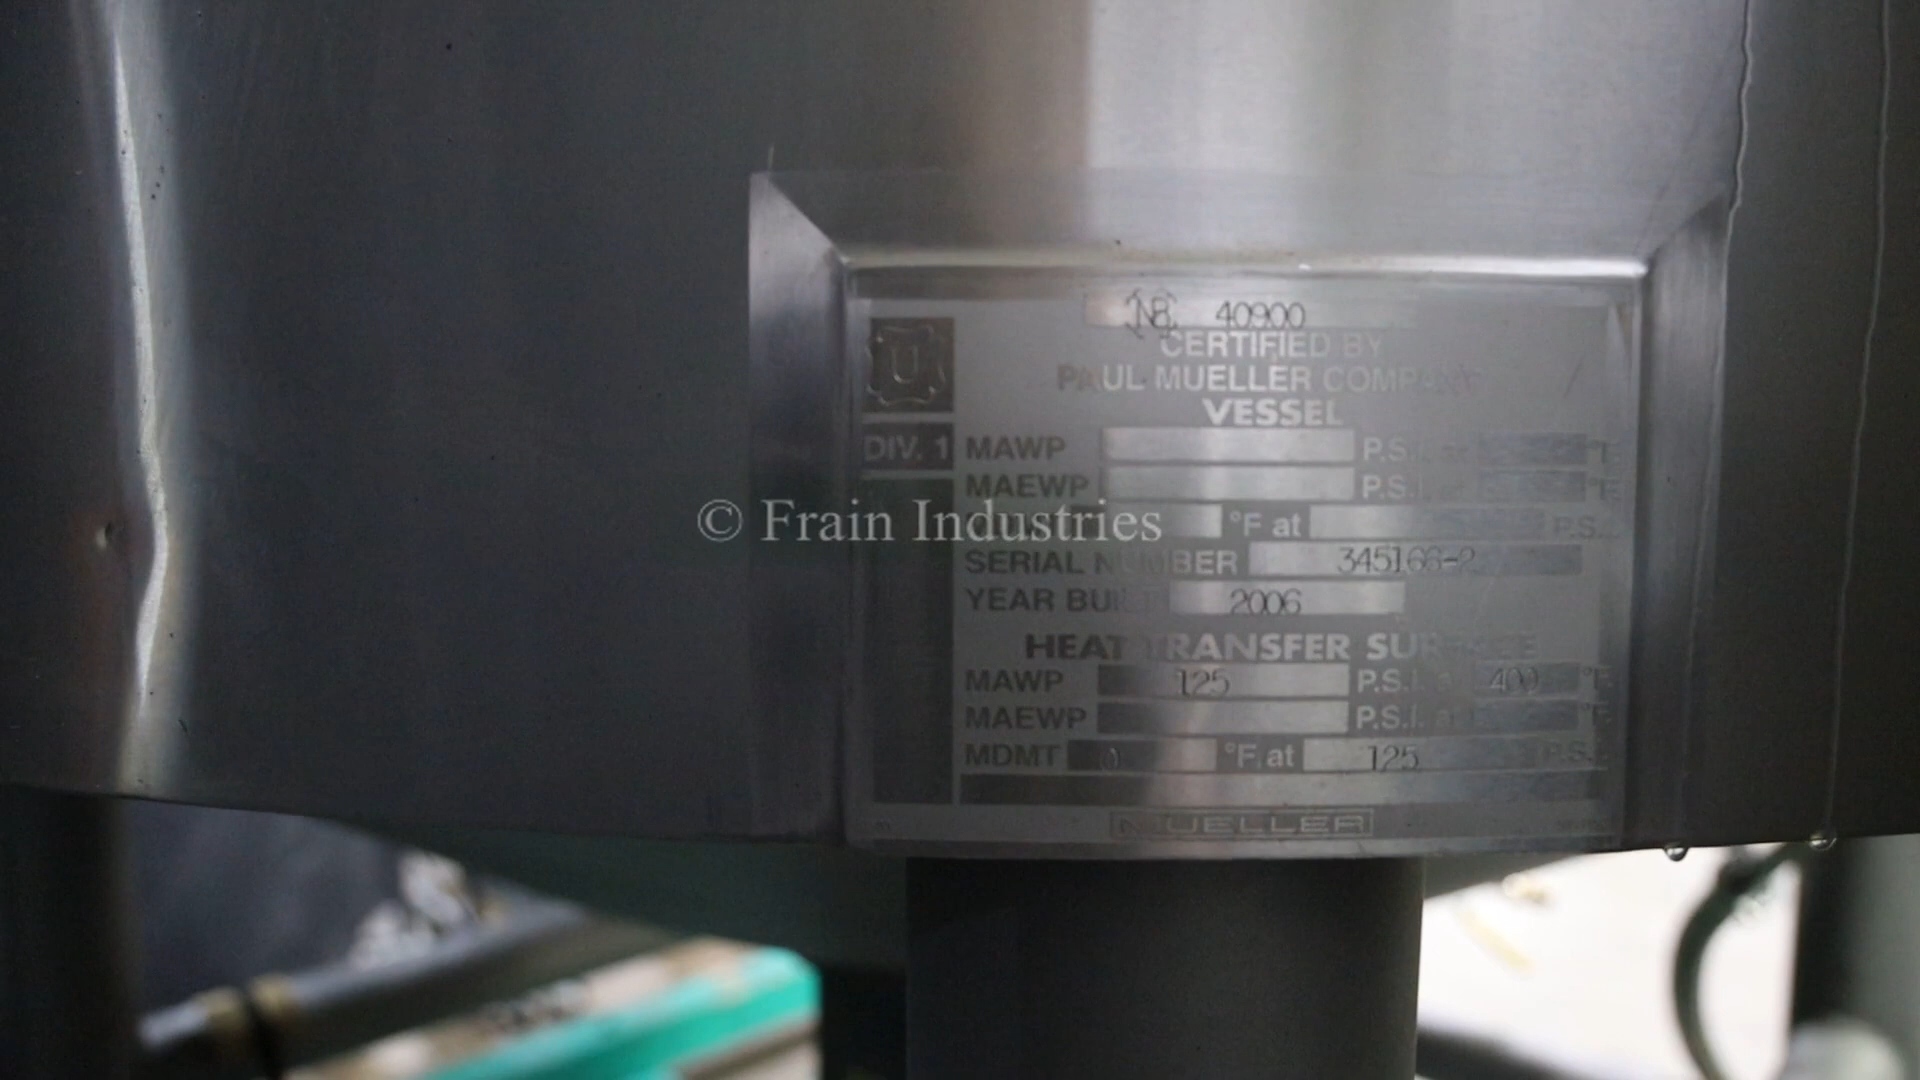 NB 40900
U
CERTIFIED BY
PAUL MUELLER COMPANY
VESSEL
DIV. 1 MAWP P.S.I. at °F
MAEWP P.S.I. at °F
°F at P.S.I.
© Frain Industries
SERIAL NUMBER 345166-2
YEAR BUILT 2006
HEAT TRANSFER SURFACE
MAWP 125 P.S.I. at 400 °F
MAEWP P.S.I. at °F
MDMT 0 °F at 125 P.S.I.
MUELLER